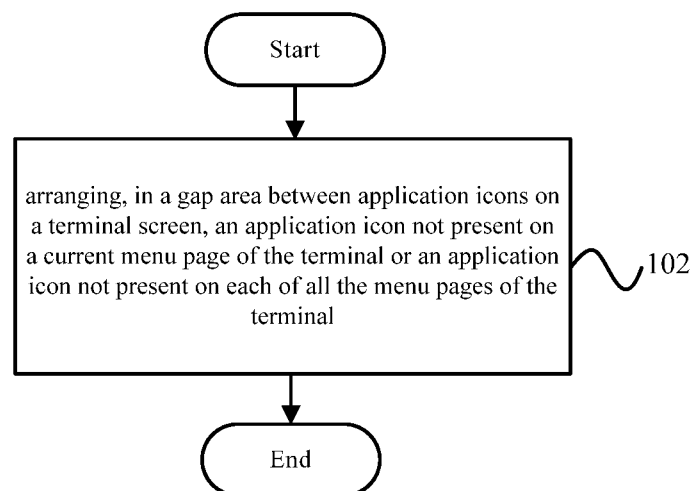 Start
arranging, in a gap area between application icons on
a terminal screen, an application icon not present on
a current menu page of the terminal or an application
icon not present on each of all the menu pages of the
terminal
102
End